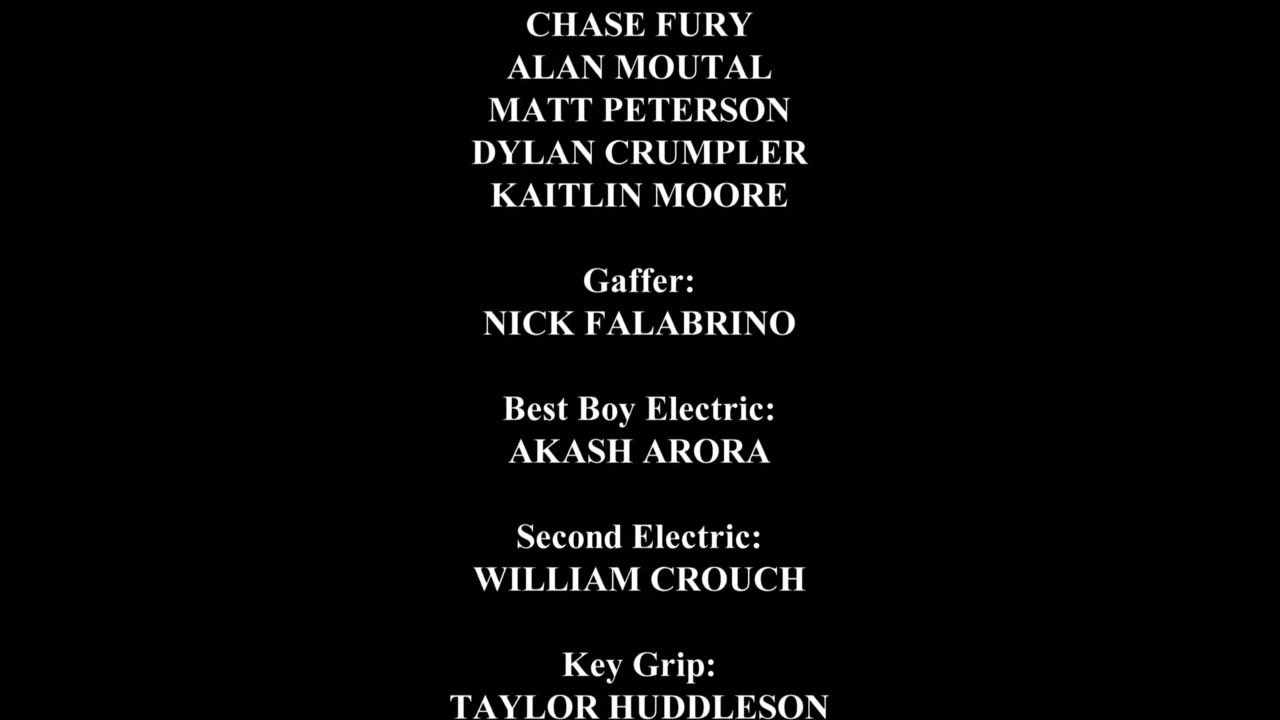 CHASE FURY
ALAN MOUTAL
MATT PETERSON
DYLAN CRUMPLER
KAITLIN MOORE
Gaffer:
NICK FALABRINO
Best Boy Electric:
AKASH ARORA
Second Electric:
WILLIAM CROUCH
Key Grip:
TAYLOR HUDDLESON